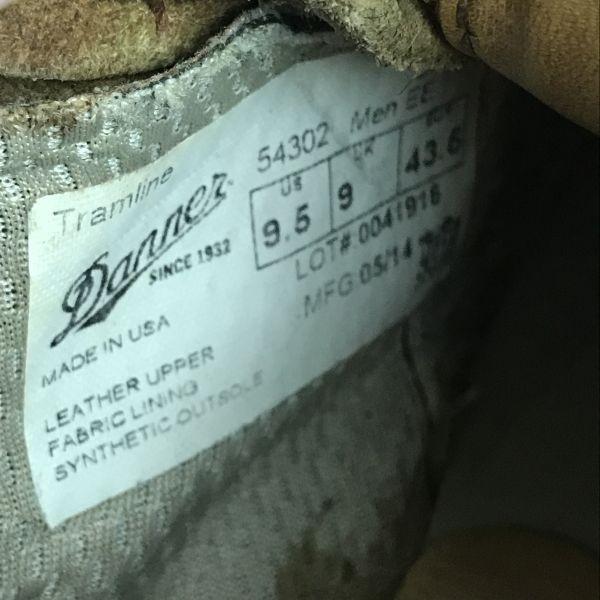 Tramline 54302 Men EE
Danner
SINCE 1932
US UK EUR
9.5 9 43.5
LOT# 0041916
MFG 05/14
MADE IN USA
LEATHER UPPER
FABRIC LINING
SYNTHETIC OUTSOLE